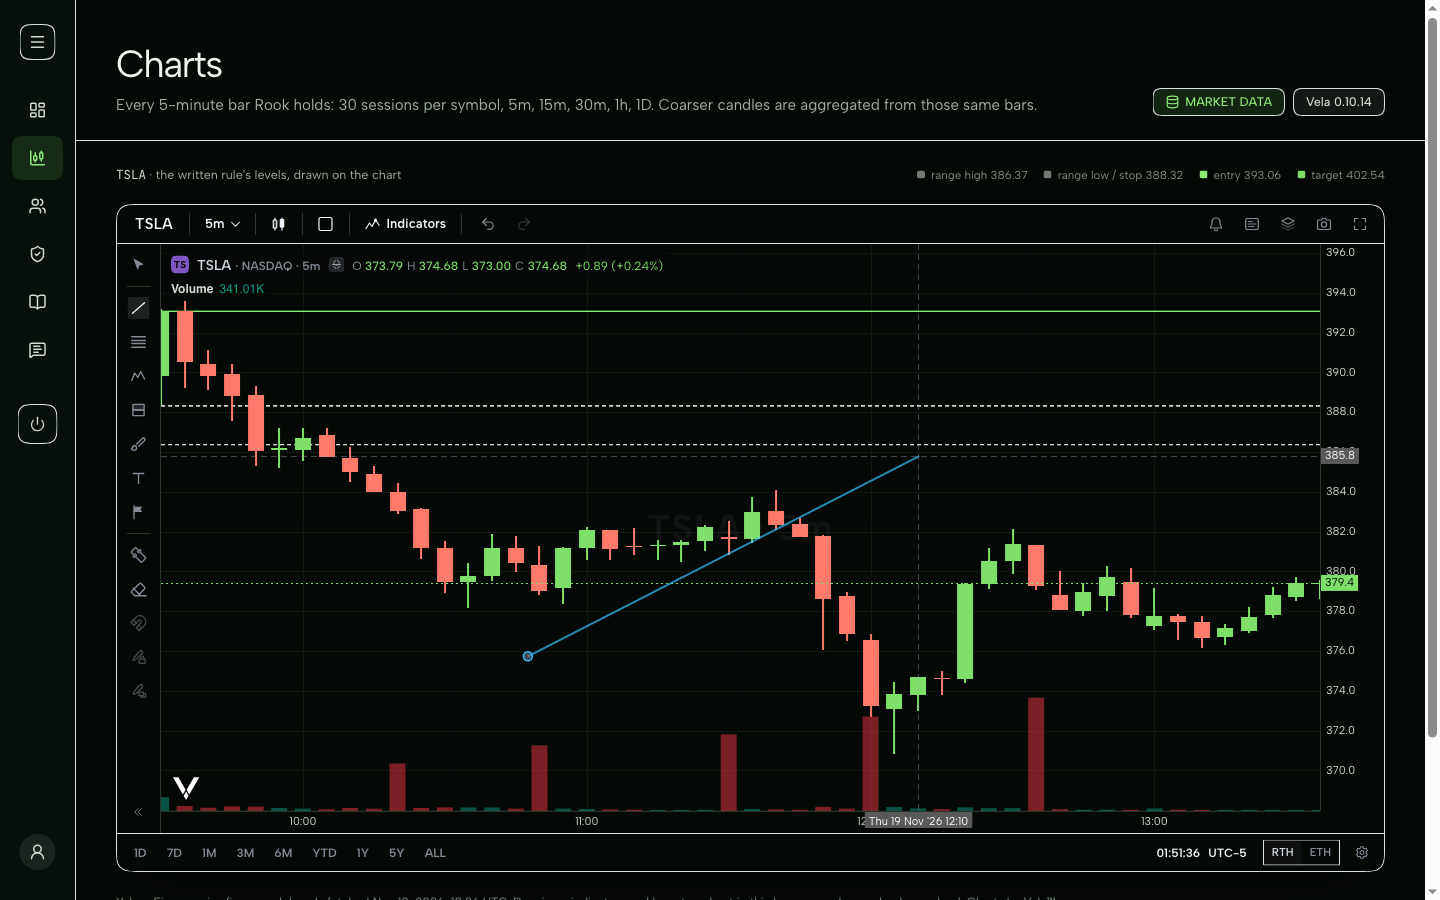 Charts
Every 5-minute bar Rook holds: 30 sessions per symbol, 5m, 15m, 30m, 1h, 1D. Coarser candles are aggregated from those same bars.
MARKET DATA
Vela 0.10.14
TSLA · the written rule's levels, drawn on the chart
range high 386.37
range low / stop 388.32
entry 393.06
target 402.54
TSLA
5m
Indicators
TS TSLA · NASDAQ · 5m O 373.79 H 374.68 L 373.00 C 374.68 +0.89 (+0.24%)
Volume 341.01K
396.0
394.0
392.0
390.0
388.0
385.8
384.0
382.0
380.0
379.4
378.0
376.0
374.0
372.0
370.0
10:00
11:00
Thu 19 Nov '26 12:10
13:00
1D 7D 1M 3M 6M YTD 1Y 5Y ALL
01:51:36 UTC-5
RTH ETH